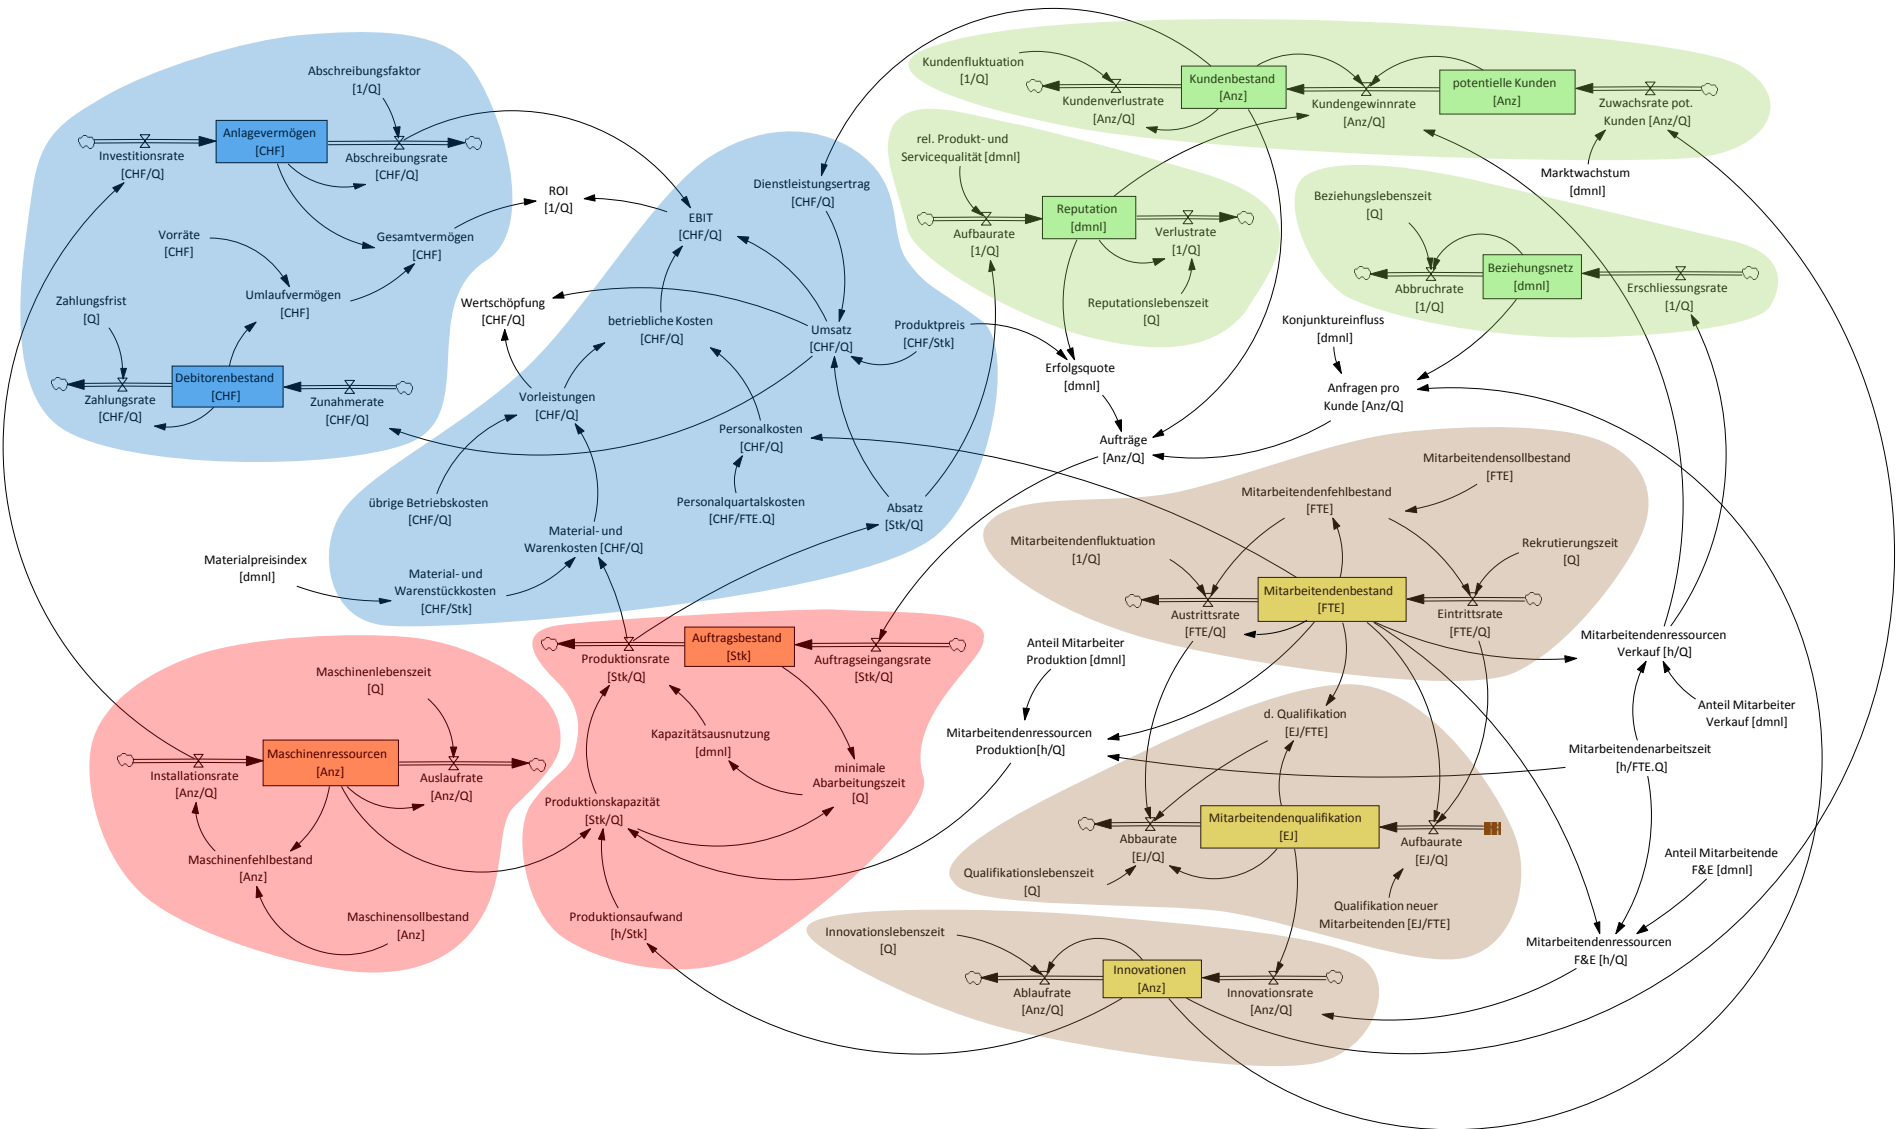 Abschreibungsfaktor
[1/Q]
Anlagevermögen
[CHF]
Investitionsrate
[CHF/Q]
Abschreibungsrate
[CHF/Q]
ROI
[1/Q]
Vorräte
[CHF]
Gesamtvermögen
[CHF]
Zahlungsfrist
[Q]
Umlaufvermögen
[CHF]
Debitorenbestand
[CHF]
Zahlungsrate
[CHF/Q]
Zunahmerate
[CHF/Q]
Dienstleistungsertrag
[CHF/Q]
EBIT
[CHF/Q]
Wertschöpfung
[CHF/Q]
betriebliche Kosten
[CHF/Q]
Umsatz
[CHF/Q]
Produktpreis
[CHF/Stk]
Vorleistungen
[CHF/Q]
Personalkosten
[CHF/Q]
übrige Betriebskosten
[CHF/Q]
Personalquartalskosten
[CHF/FTE.Q]
Absatz
[Stk/Q]
Material- und
Warenkosten [CHF/Q]
Materialpreisindex
[dmnl]
Material- und
Warenstückkosten
[CHF/Stk]
Kundenfluktuation
[1/Q]
Kundenbestand
[Anz]
potentielle Kunden
[Anz]
Kundenverlustrate
[Anz/Q]
Kundengewinnrate
[Anz/Q]
Zuwachsrate pot.
Kunden [Anz/Q]
Marktwachstum
[dmnl]
rel. Produkt- und
Servicequalität [dmnl]
Reputation
[dmnl]
Aufbaurate
[1/Q]
Verlustrate
[1/Q]
Reputationslebenszeit
[Q]
Beziehungslebenszeit
[Q]
Beziehungsnetz
[dmnl]
Abbruchrate
[1/Q]
Erschliessungsrate
[1/Q]
Konjunktureinfluss
[dmnl]
Erfolgsquote
[dmnl]
Anfragen pro
Kunde [Anz/Q]
Aufträge
[Anz/Q]
Mitarbeitendensollbestand
[FTE]
Mitarbeitendenfehlbestand
[FTE]
Mitarbeitendenfluktuation
[1/Q]
Rekrutierungszeit
[Q]
Mitarbeitendenbestand
[FTE]
Austrittsrate
[FTE/Q]
Eintrittsrate
[FTE/Q]
Mitarbeitendenressourcen
Verkauf [h/Q]
Anteil Mitarbeiter
Verkauf [dmnl]
Anteil Mitarbeiter
Produktion [dmnl]
Mitarbeitendenressourcen
Produktion[h/Q]
Mitarbeitendenarbeitszeit
[h/FTE.Q]
d. Qualifikation
[EJ/FTE]
Mitarbeitendenqualifikation
[EJ]
Abbaurate
[EJ/Q]
Aufbaurate
[EJ/Q]
Qualifikationslebenszeit
[Q]
Qualifikation neuer
Mitarbeitenden [EJ/FTE]
Anteil Mitarbeitende
F&E [dmnl]
Mitarbeitendenressourcen
F&E [h/Q]
Innovationslebenszeit
[Q]
Innovationen
[Anz]
Ablaufrate
[Anz/Q]
Innovationsrate
[Anz/Q]
Auftragsbestand
[Stk]
Produktionsrate
[Stk/Q]
Auftragseingangsrate
[Stk/Q]
Kapazitätsausnutzung
[dmnl]
minimale
Abarbeitungszeit
[Q]
Produktionskapazität
[Stk/Q]
Produktionsaufwand
[h/Stk]
Maschinenlebenszeit
[Q]
Maschinenressourcen
[Anz]
Installationsrate
[Anz/Q]
Auslaufrate
[Anz/Q]
Maschinenfehlbestand
[Anz]
Maschinensollbestand
[Anz]